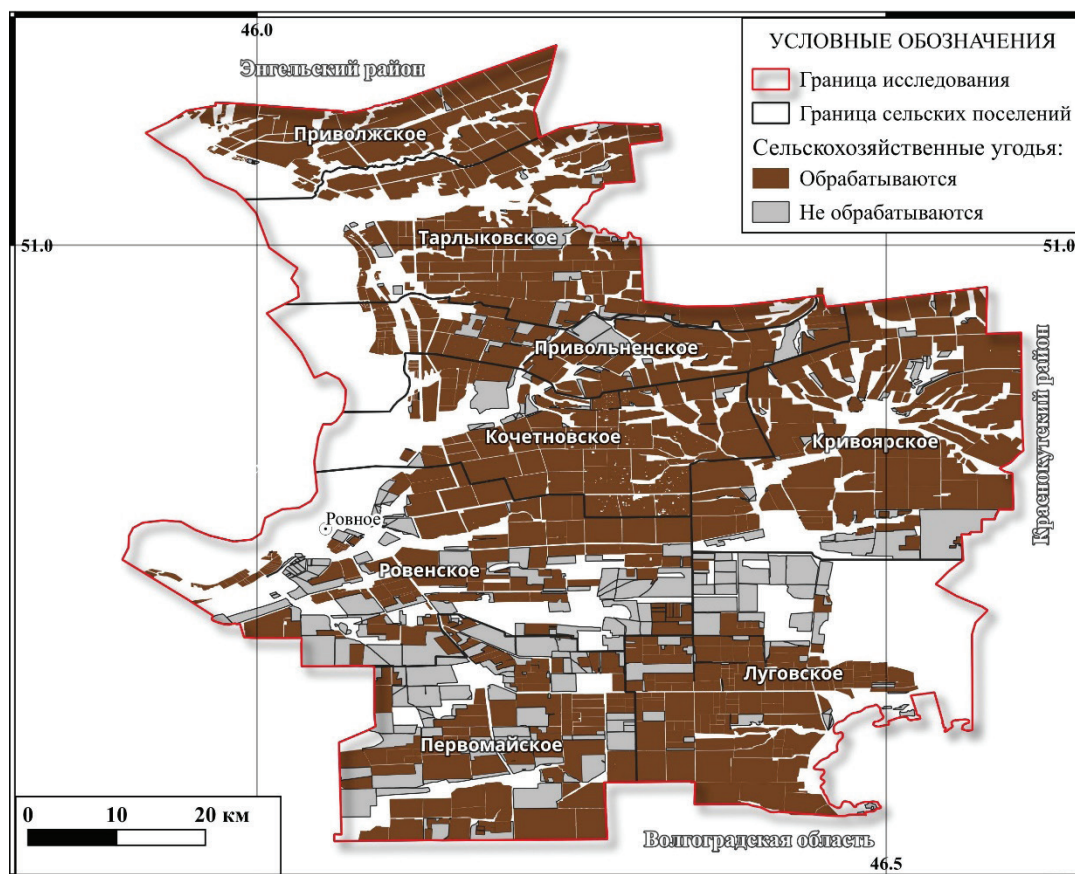 46.0
Энгельский район
УСЛОВНЫЕ ОБОЗНАЧЕНИЯ
Граница исследования
Граница сельских поселений
Сельскохозяйственные угодья:
Обрабатываются
Не обрабатываются
Приволжское
51.0
Тарлыковское
51.0
Привольненское
Кочетновское
Кривоярское
Краснокутский район
Ровное
Ровенское
Луговское
Первомайское
0 10 20 км
Волгоградская область
46.5